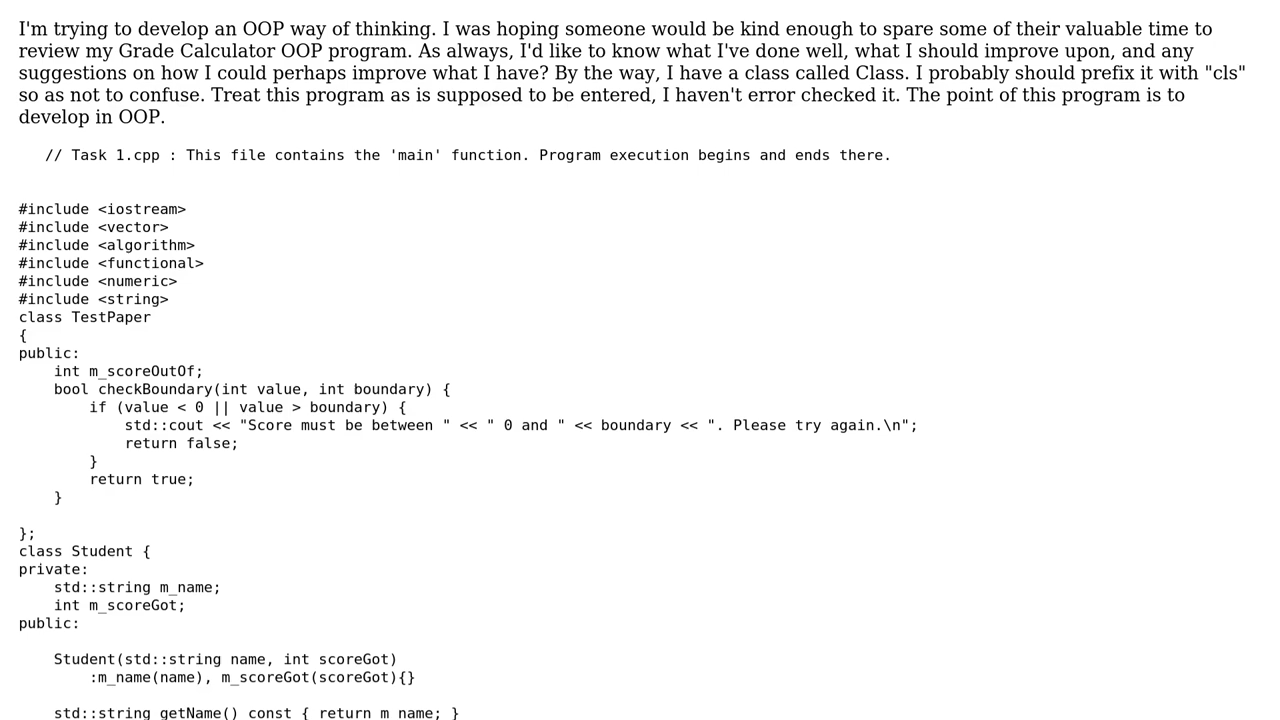 I'm trying to develop an OOP way of thinking. I was hoping someone would be kind enough to spare some of their valuable time to
review my Grade Calculator OOP program. As always, I'd like to know what I've done well, what I should improve upon, and any
suggestions on how I could perhaps improve what I have? By the way, I have a class called Class. I probably should prefix it with "cls"
so as not to confuse. Treat this program as is supposed to be entered, I haven't error checked it. The point of this program is to
develop in OOP.
// Task 1.cpp : This file contains the 'main' function. Program execution begins and ends there.
#include <iostream>
#include <vector>
#include <algorithm>
#include <functional>
#include <numeric>
#include <string>
class TestPaper
{
public:
    int m_scoreOutOf;
    bool checkBoundary(int value, int boundary) {
        if (value < 0 || value > boundary) {
            std::cout << "Score must be between " << " 0 and " << boundary << ". Please try again.\n";
            return false;
        }
        return true;
    }
};
class Student {
private:
    std::string m_name;
    int m_scoreGot;
public:
    Student(std::string name, int scoreGot)
        :m_name(name), m_scoreGot(scoreGot){}
    std::string getName() const { return m_name; }